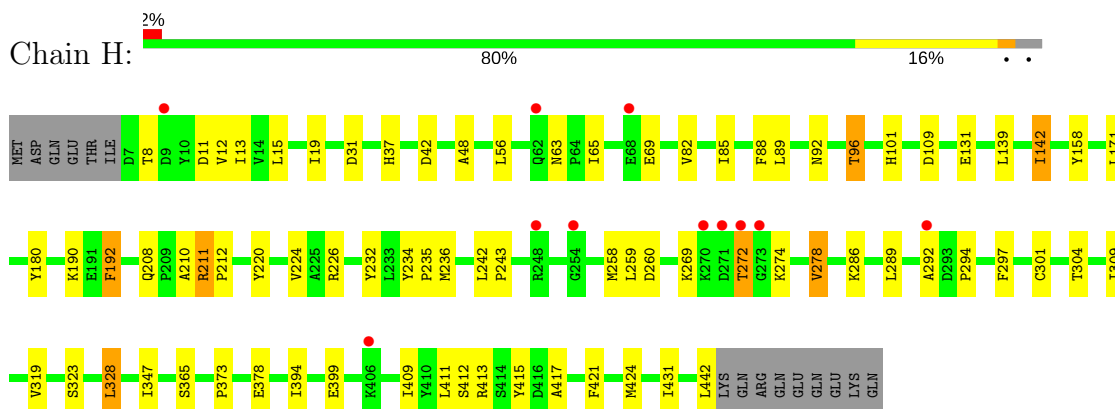 2%
Chain H:
80% 16% • •
MET ASP GLN GLU THR ILE D7 T8 D9 Y10 D11 V12 I13 V14 L15 I19 D31 H37 D42 A48 L56 Q62 N63 P64 I65 E68 E69 V82 I85 F88 L89 N92 T96 H101 D109 E131 L139 I142 Y158 L171
Y180 K190 E191 F192 Q208 P209 A210 R211 P212 Y220 V224 A225 R226 Y232 L233 Y234 P235 M236 L242 P243 R248 G254 M258 L259 D260 K269 K270 D271 T272 G273 K274 V278 K286 L289 A292 D293 P294 F297 C301 T304
V319 S323 L328 I347 S365 P373 E378 I394 E399 K406 I409 Y410 L411 S412 R413 S414 Y415 D416 A417 F421 M424 I431 L442 LYS GLN ARG GLN GLU GLN GLU LYS GLN